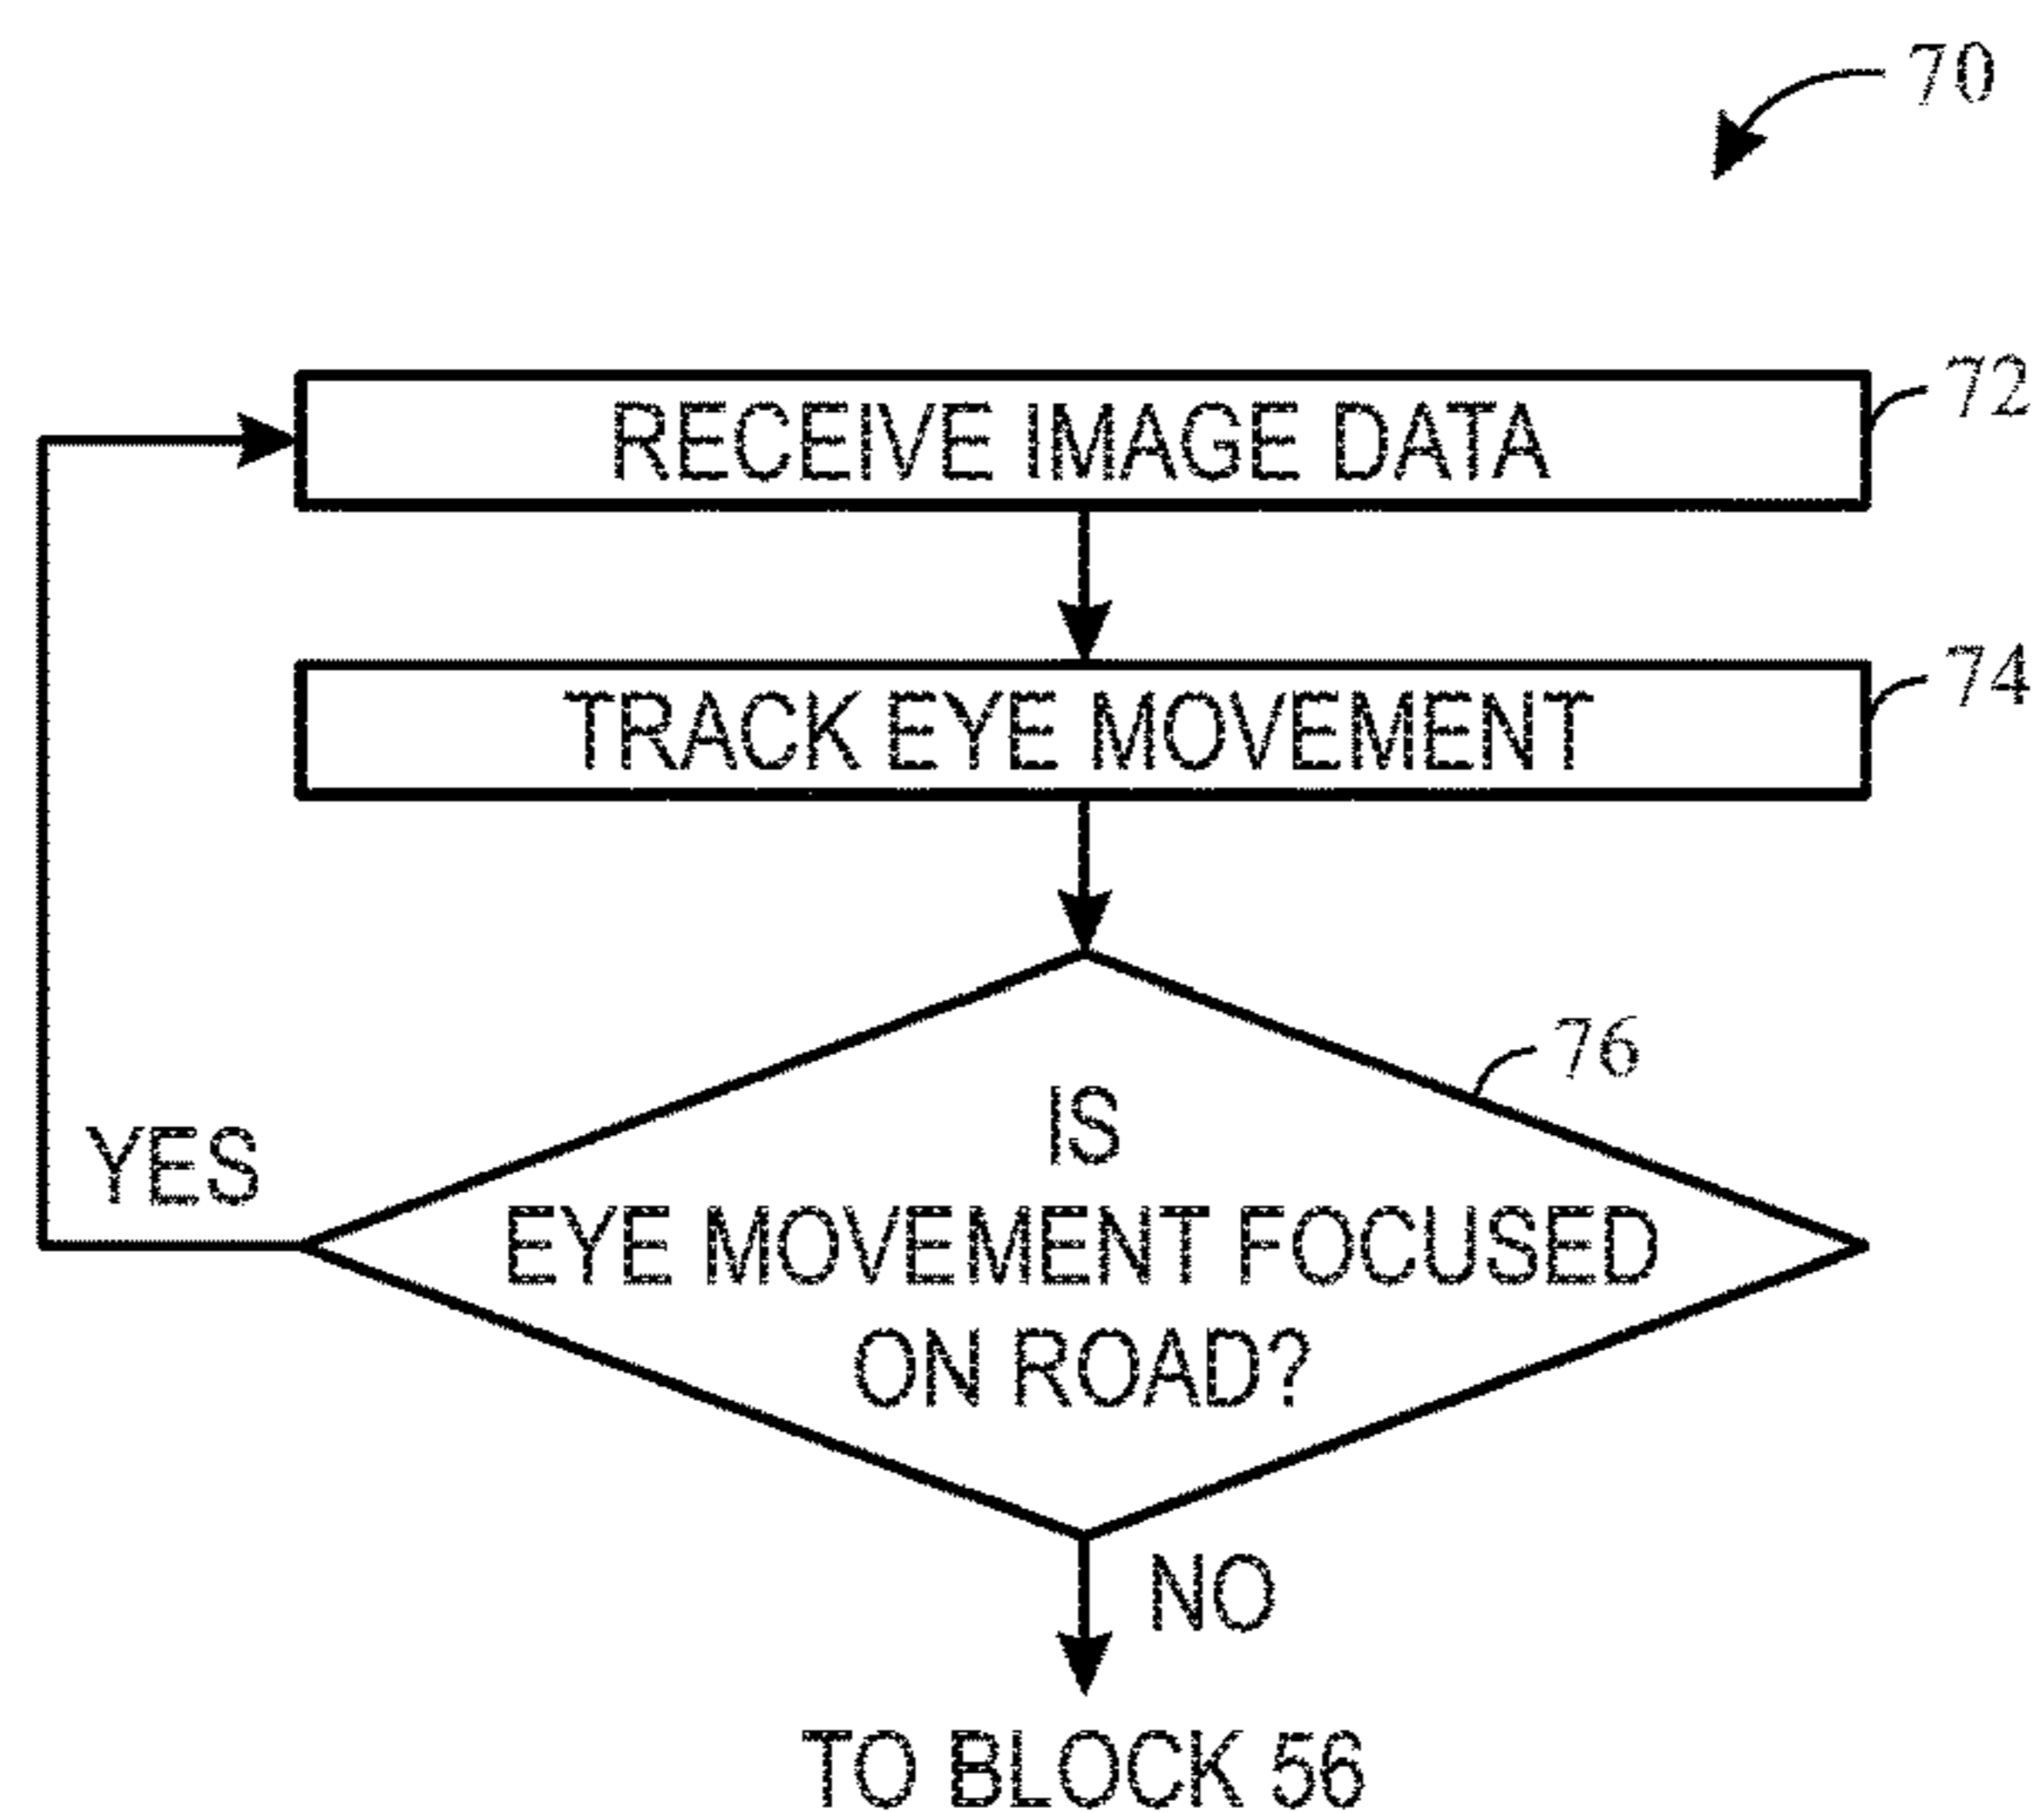 70
RECEIVE IMAGE DATA
72
TRACK EYE MOVEMENT
74
76
IS
EYE MOVEMENT FOCUSED
ON ROAD?
YES
NO
TO BLOCK 56